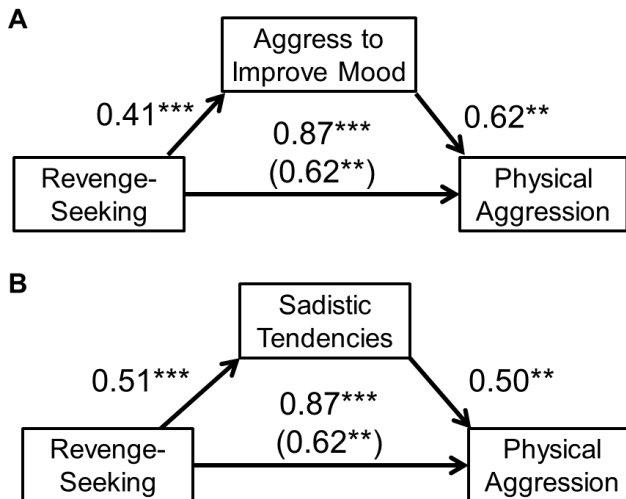 A
Aggress to
Improve Mood
0.41***
0.87***
0.62**
(0.62**)
Revenge-
Seeking
Physical
Aggression
B
Sadistic
Tendencies
0.51***
0.87***
0.50**
(0.62**)
Revenge-
Seeking
Physical
Aggression